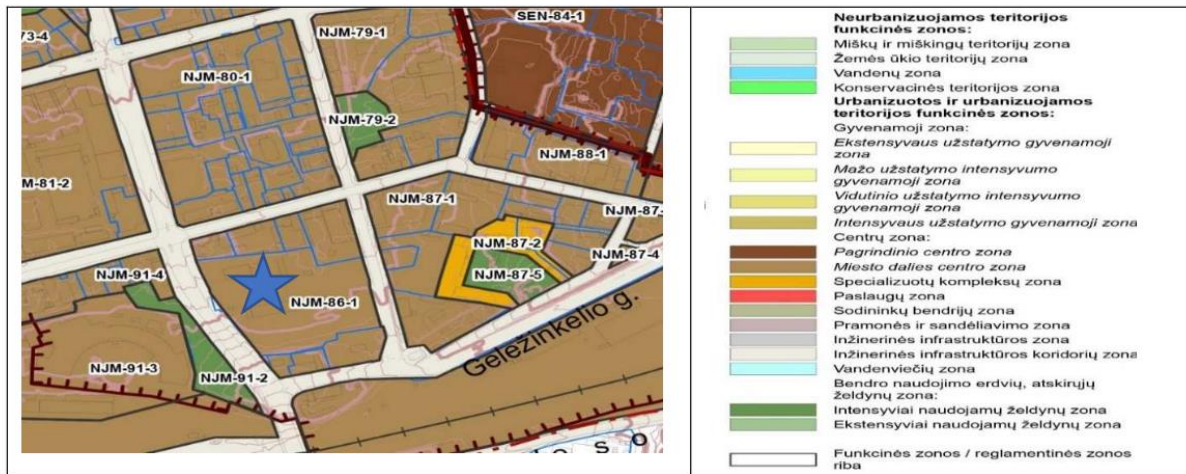 SEN-84-1
73-4
NJM-79-1
NJM-80-1
NJM-79-2
NJM-88-1
NJM-81-2
NJM-87-1
NJM-87-
NJM-87-2
NJM-87-4
NJM-91-4
NJM-87-5
NJM-86-1
Geležinkelio g.
NJM-91-3
NJM-91-2
s o
Neurbanizuojamos teritorijos
funkcinės zonos:
Miškų ir miškingų teritorijų zona
Žemės ūkio teritorijų zona
Vandenų zona
Konservacinės teritorijos zona
Urbanizuotos ir urbanizuojamos
teritorijos funkcinės zonos:
Gyvenamoji zona:
Ekstensyvaus užstatymo gyvenamoji
zona
Mažo užstatymo intensyvumo
gyvenamoji zona
Vidutinio užstatymo intensyvumo
gyvenamoji zona
Intensyvaus užstatymo gyvenamoji zona
Centrų zona:
Pagrindinio centro zona
Miesto dalies centro zona
Specializuotų kompleksų zona
Paslaugų zona
Sodininkų bendrijų zona
Pramonės ir sandėliavimo zona
Inžinerinės infrastruktūros zona
Inžinerinės infrastruktūros koridorių zona
Vandenviečių zona
Bendro naudojimo erdvių, atskirųjų
želdynų zona:
Intensyviai naudojamų želdynų zona
Ekstensyviai naudojamų želdynų zona
Funkcinės zonos / reglamentinės zonos
riba